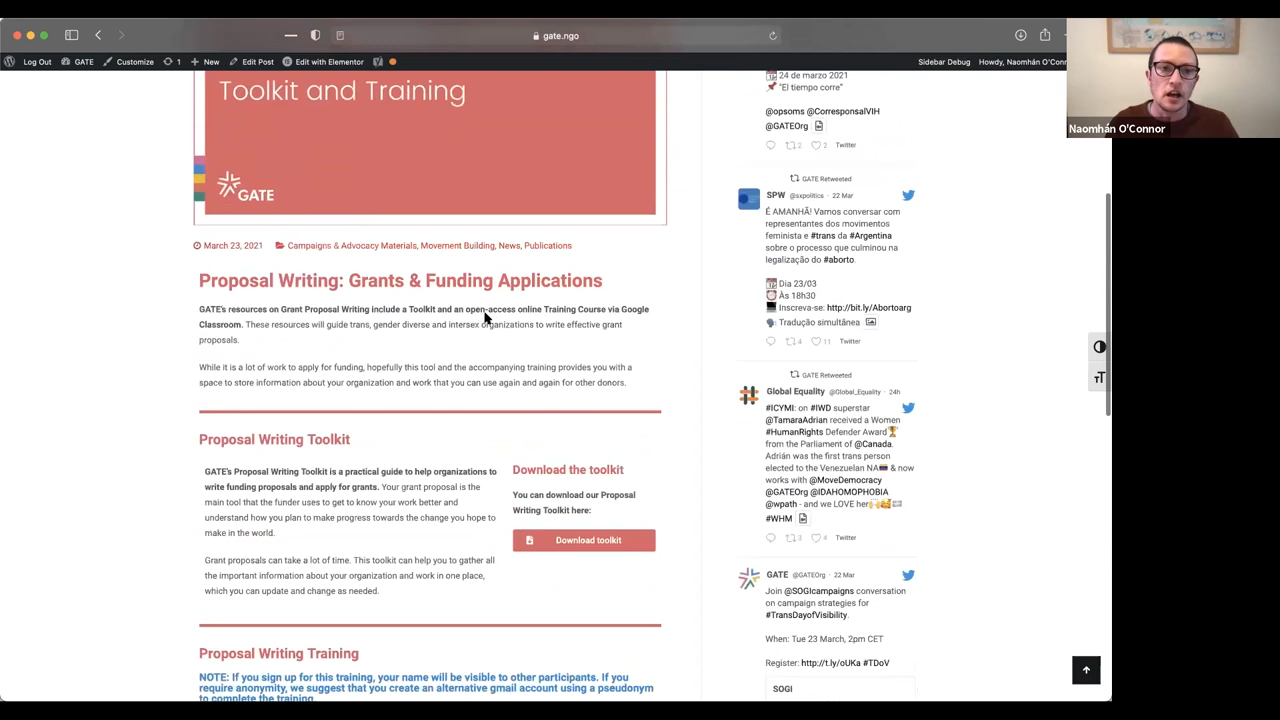 gate.ngo
Log Out
GATE
Customize
1
New
Edit Post
Edit with Elementor
Sidebar Debug
Howdy, Naomhán O'Connor
Naomhán O'Connor
Toolkit and Training
GATE
March 23, 2021
Campaigns & Advocacy Materials, Movement Building, News, Publications
Proposal Writing: Grants & Funding Applications
GATE's resources on Grant Proposal Writing include a Toolkit and an open-access online Training Course via Google
Classroom. These resources will guide trans, gender diverse and intersex organizations to write effective grant
proposals.
While it is a lot of work to apply for funding, hopefully this tool and the accompanying training provides you with a
space to store information about your organization and work that you can use again and again for other donors.
Proposal Writing Toolkit
GATE's Proposal Writing Toolkit is a practical guide to help organizations to
write funding proposals and apply for grants. Your grant proposal is the
main tool that the funder uses to get to know your work better and
understand how you plan to make progress towards the change you hope to
make in the world.
Grant proposals can take a lot of time. This toolkit can help you to gather all
the important information about your organization and work in one place,
which you can update and change as needed.
Download the toolkit
You can download our Proposal
Writing Toolkit here:
Download toolkit
Proposal Writing Training
NOTE: If you sign up for this training, your name will be visible to other participants. If you
require anonymity, we suggest that you create an alternative gmail account using a pseudonym
to complete the training.
24 de marzo 2021
"El tiempo corre"
@opsoms @CorresponsalVIH
@GATEOrg
2
2
Twitter
GATE Retweeted
SPW @sxpolitics · 22 Mar
É AMANHÃ! Vamos conversar com
representantes dos movimentos
feminista e #trans da #Argentina
sobre o processo que culminou na
legalização do #aborto.
Dia 23/03
Às 18h30
Inscreva-se: http://bit.ly/Abortoarg
Tradução simultânea
4
11
Twitter
GATE Retweeted
Global Equality @Global_Equality · 24h
#ICYMI: on #IWD superstar
@TamaraAdrian received a Women
#HumanRights Defender Award
from the Parliament of @Canada.
Adrián was the first trans person
elected to the Venezuelan NA & now
works with @MoveDemocracy
@GATEOrg @IDAHOMOPHOBIA
@wpath - and we LOVE her
#WHM
3
4
Twitter
GATE @GATEOrg · 22 Mar
Join @SOGIcampaigns conversation
on campaign strategies for
#TransDayofVisibility.
When: Tue 23 March, 2pm CET
Register: http://t.ly/oUKa #TDoV
SOGI